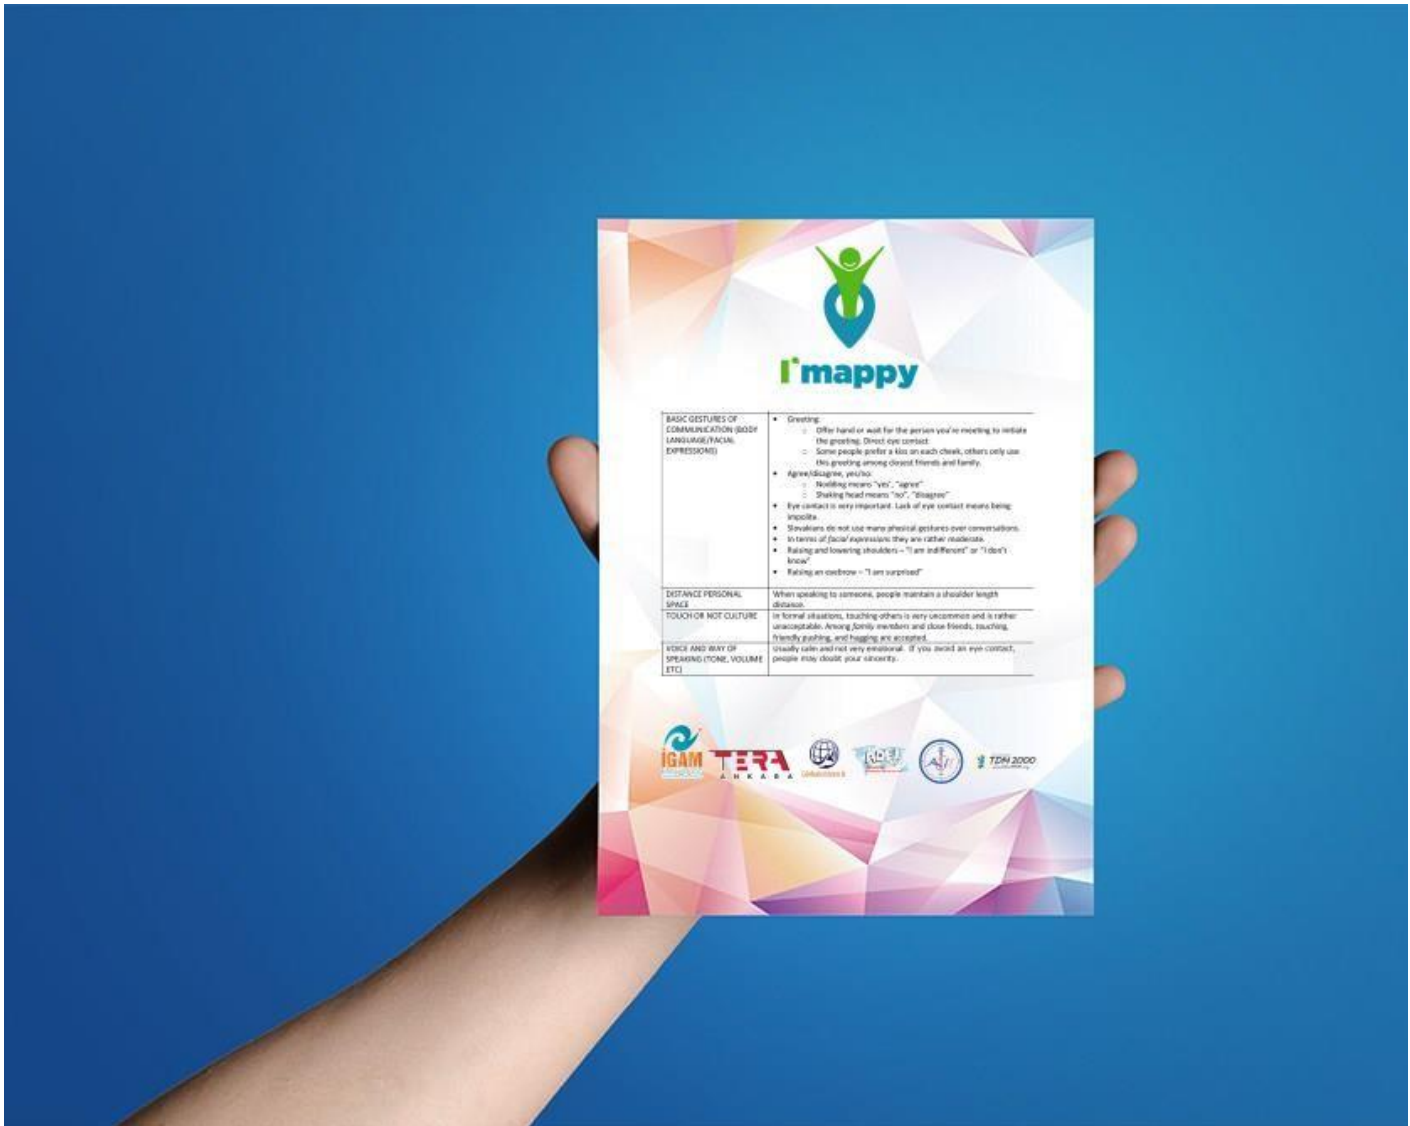 I'mappy
BASIC GESTURES OF
COMMUNICATION (BODY
LANGUAGE/FACIAL
EXPRESSIONS)
• Greeting:
○ Offer hand or wait for the person you're meeting to initiate
the greeting. Direct eye contact
○ Some people prefer a kiss on each cheek, others only use
this greeting among closest friends and family.
• Agree/disagree, yes/no:
○ Nodding means "yes", "agree"
○ Shaking head means "no", "disagree"
• Eye contact is very important. Lack of eye contact means being
impolite.
• Slovakians do not use many physical gestures over conversations.
• In terms of facial expressions they are rather moderate.
• Raising and lowering shoulders – "I am indifferent" or "I don't
know"
• Raising an eyebrow – "I am surprised"
DISTANCE PERSONAL
SPACE
When speaking to someone, people maintain a shoulder length
distance.
TOUCH OR NOT CULTURE
In formal situations, touching others is very uncommon and is rather
unacceptable. Among family members and close friends, touching,
friendly pushing, and hugging are accepted.
VOICE AND WAY OF
SPEAKING (TONE, VOLUME
ETC)
Usually calm and not very emotional. If you avoid an eye contact,
people may doubt your sincerity.
İGAM
TERA
ANKARA
TDM 2000